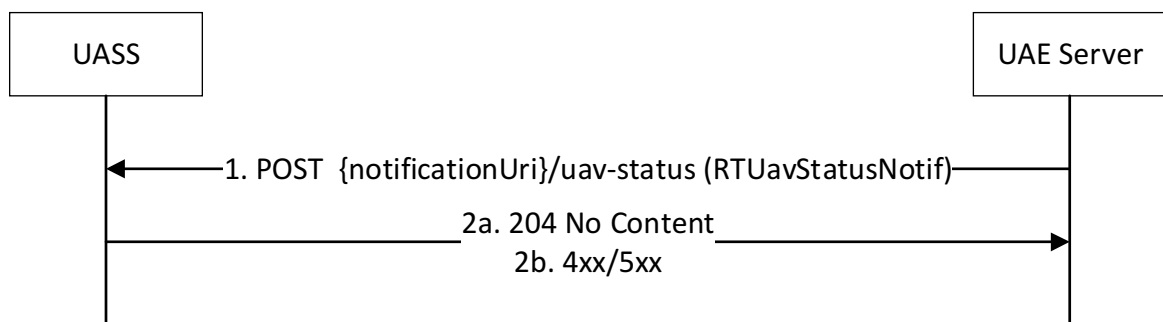 UASS
UAE Server
1. POST  {notificationUri}/uav-status (RTUavStatusNotif)
2a. 204 No Content
2b. 4xx/5xx